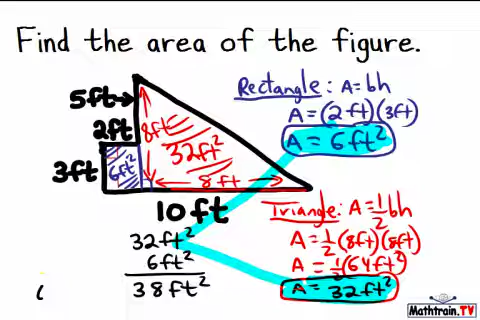 Find the area of the figure.
5ft
2ft
3ft
6ft²
8ft
32ft²
8ft
10ft
Rectangle: A=bh
A=(2ft)(3ft)
A=6ft²
Triangle: A=½bh
A=½(8ft)(8ft)
A=½(64ft²)
A=32ft²
32ft²
6ft²
38ft²
Mathtrain.TV